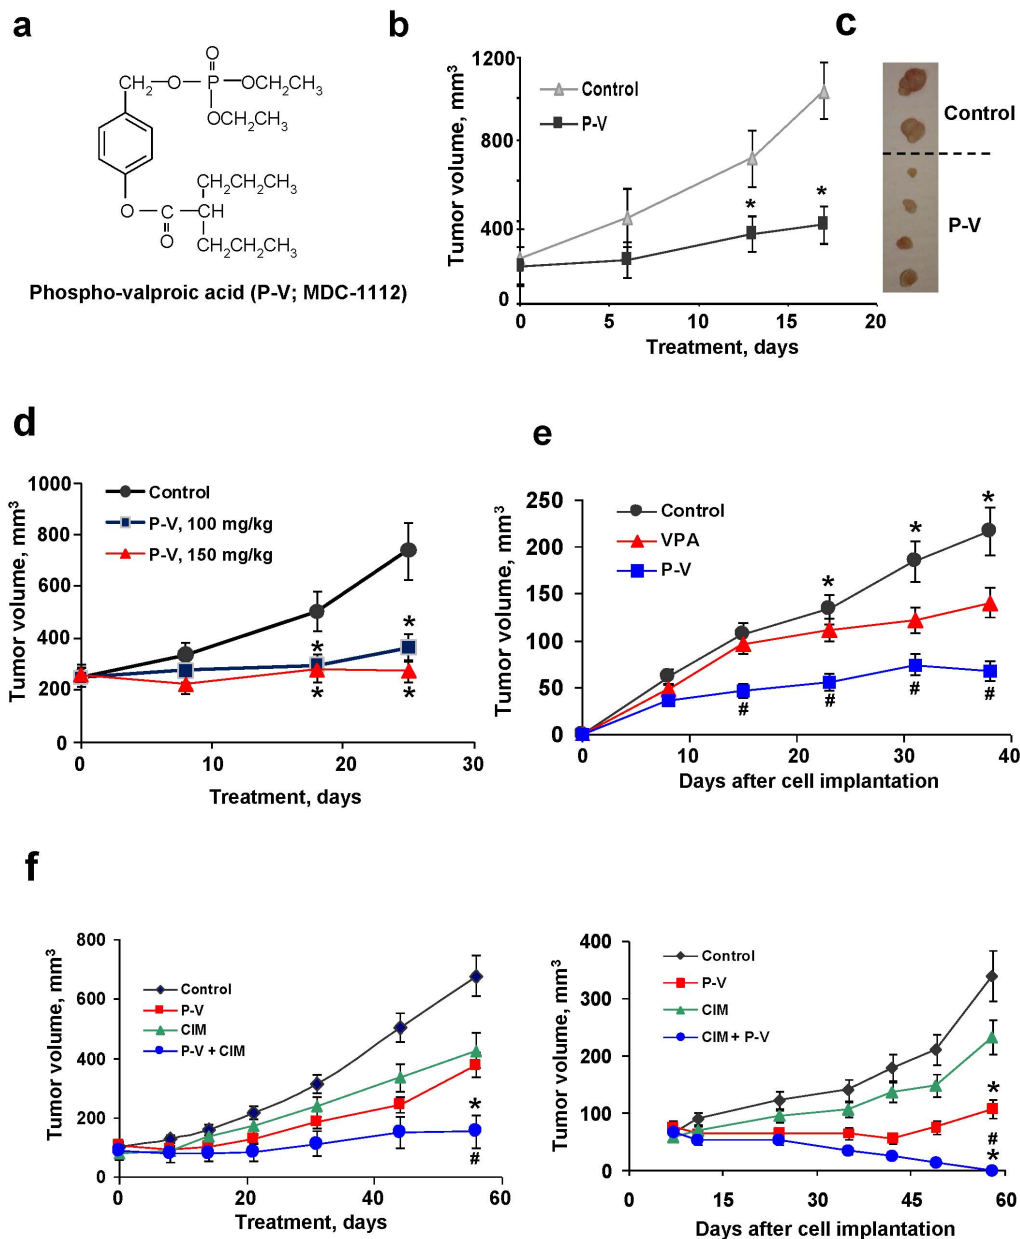 a
O
CH2—O—P—OCH2CH3
OCH2CH3
CH2CH2CH3
O—C—CH
O
CH2CH2CH3
Phospho-valproic acid (P-V; MDC-1112)
b
Tumor volume, mm3
1200
800
400
0
Control
P-V
*
*
0 5 10 15 20
Treatment, days
c
Control
P-V
d
Tumor volume, mm3
1000
800
600
400
200
0
Control
P-V, 100 mg/kg
P-V, 150 mg/kg
* *
* *
0 10 20 30
Treatment, days
e
Tumor volume, mm3
250
200
150
100
50
0
Control
VPA
P-V
* * *
# # # #
0 10 20 30 40
Days after cell implantation
f
Tumor volume, mm3
800
600
400
200
0
Control
P-V
CIM
P-V + CIM
*
#
0 20 40 60
Treatment, days
Tumor volume, mm3
400
300
200
100
0
Control
P-V
CIM
CIM + P-V
*
#
*
0 15 30 45 60
Days after cell implantation